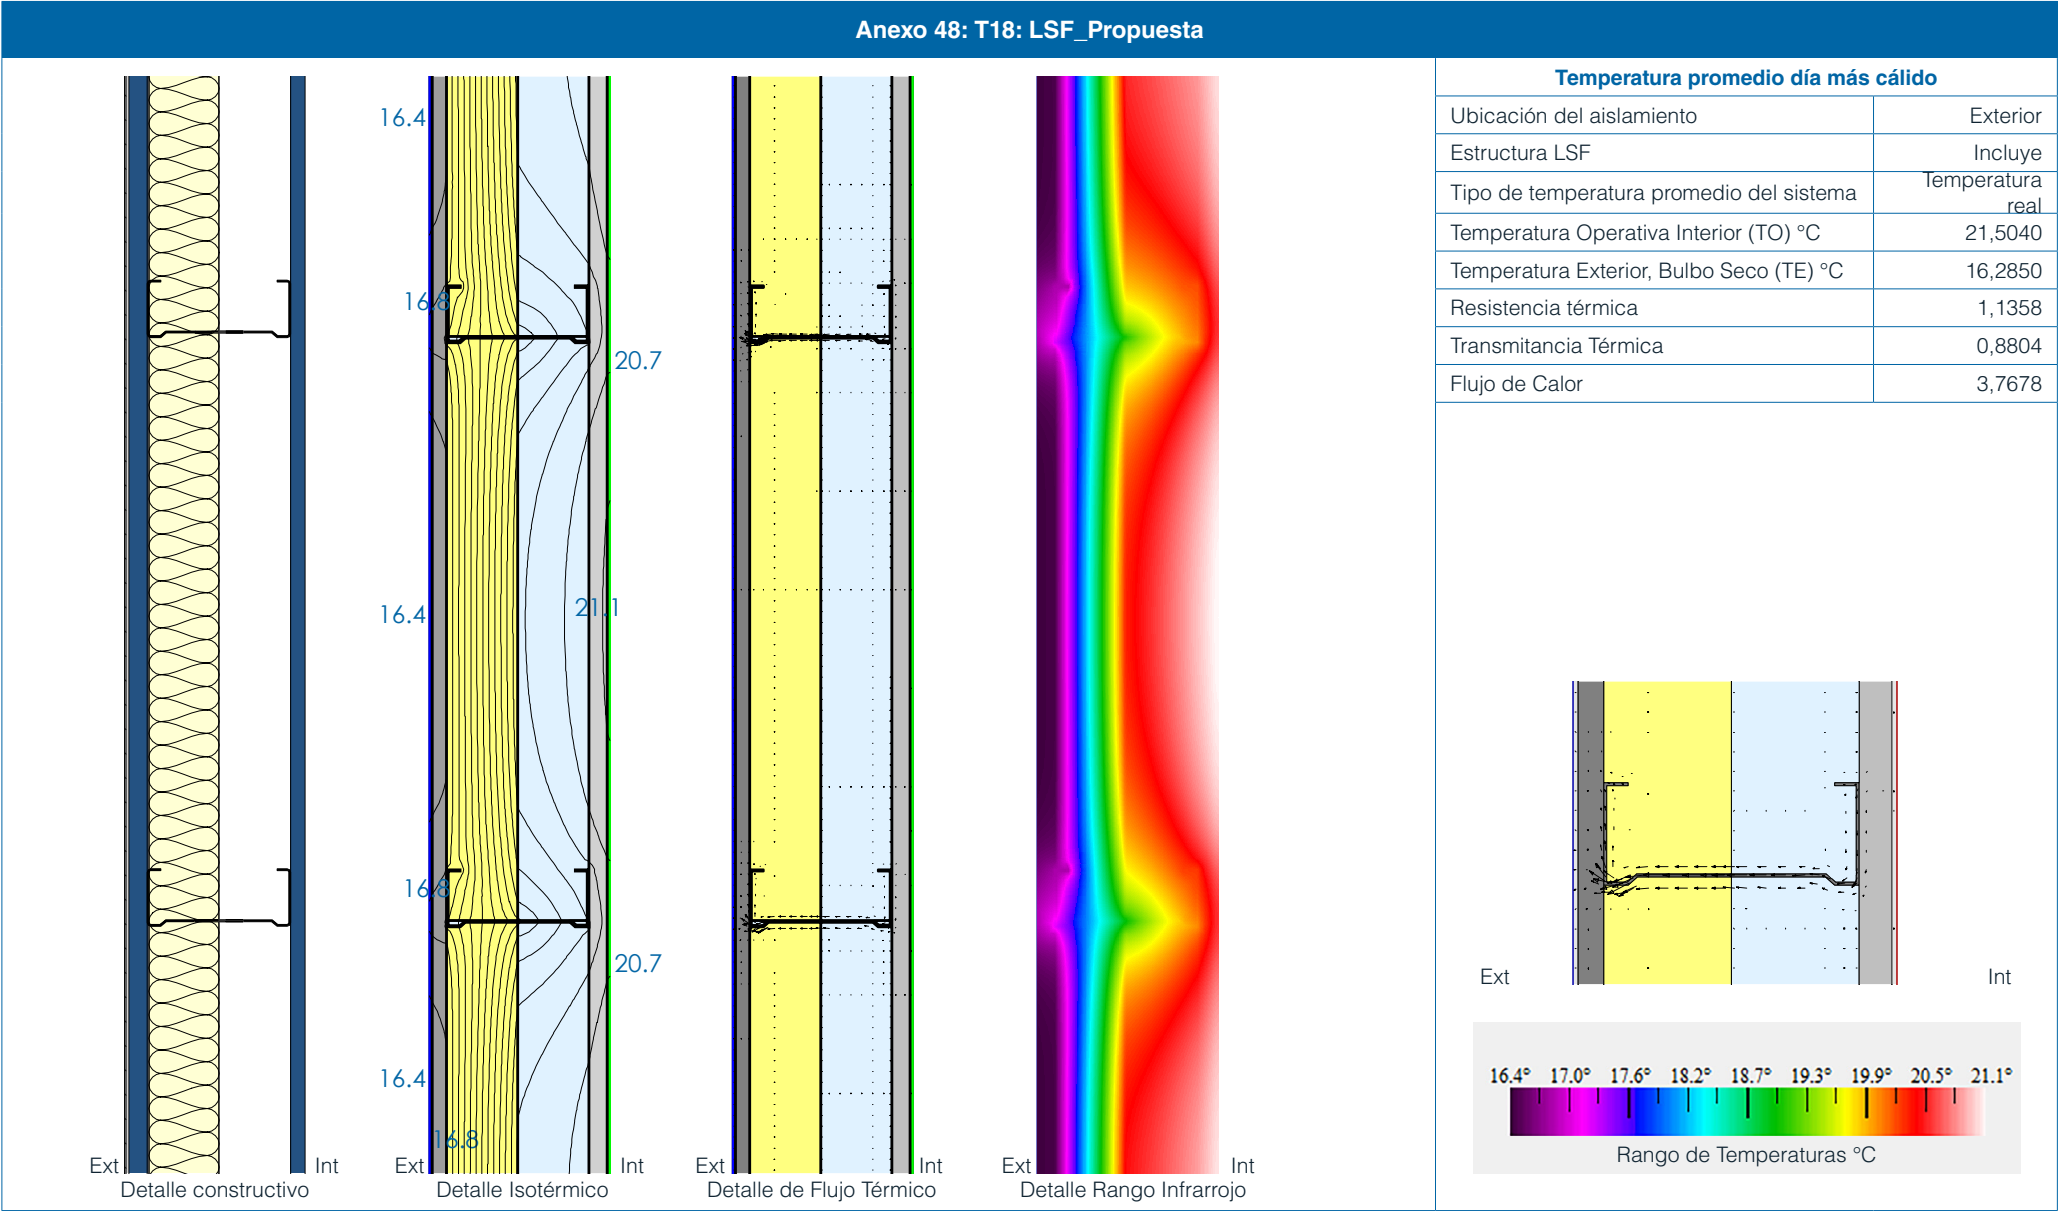 Anexo 48: T18: LSF_Propuesta
16.4
16.8
20.7
16.4
21.1
16.8
20.7
16.4
16.8
Ext
Int
Detalle constructivo
Ext
Int
Detalle Isotérmico
Ext
Int
Detalle de Flujo Térmico
Ext
Int
Detalle Rango Infrarrojo
Temperatura promedio día más cálido
Ubicación del aislamiento Exterior
Estructura LSF Incluye
Tipo de temperatura promedio del sistema Temperatura
real
Temperatura Operativa Interior (TO) °C 21,5040
Temperatura Exterior, Bulbo Seco (TE) °C 16,2850
Resistencia térmica 1,1358
Transmitancia Térmica 0,8804
Flujo de Calor 3,7678
Ext
Int
16.4° 17.0° 17.6° 18.2° 18.7° 19.3° 19.9° 20.5° 21.1°
Rango de Temperaturas °C